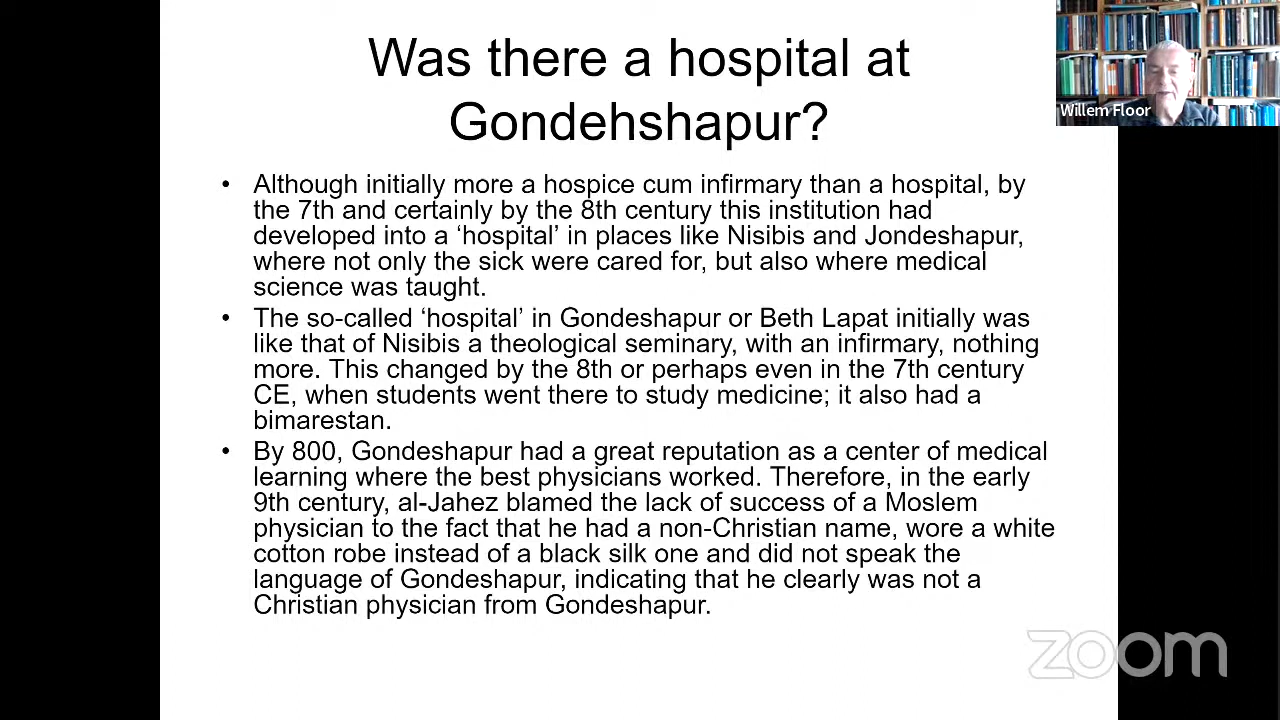 Was there a hospital at
Gondehshapur?
Willem Floor
• Although initially more a hospice cum infirmary than a hospital, by
the 7th and certainly by the 8th century this institution had
developed into a ‘hospital’ in places like Nisibis and Jondeshapur,
where not only the sick were cared for, but also where medical
science was taught.
• The so-called ‘hospital’ in Gondeshapur or Beth Lapat initially was
like that of Nisibis a theological seminary, with an infirmary, nothing
more. This changed by the 8th or perhaps even in the 7th century
CE, when students went there to study medicine; it also had a
bimarestan.
• By 800, Gondeshapur had a great reputation as a center of medical
learning where the best physicians worked. Therefore, in the early
9th century, al-Jahez blamed the lack of success of a Moslem
physician to the fact that he had a non-Christian name, wore a white
cotton robe instead of a black silk one and did not speak the
language of Gondeshapur, indicating that he clearly was not a
Christian physician from Gondeshapur.
zoom